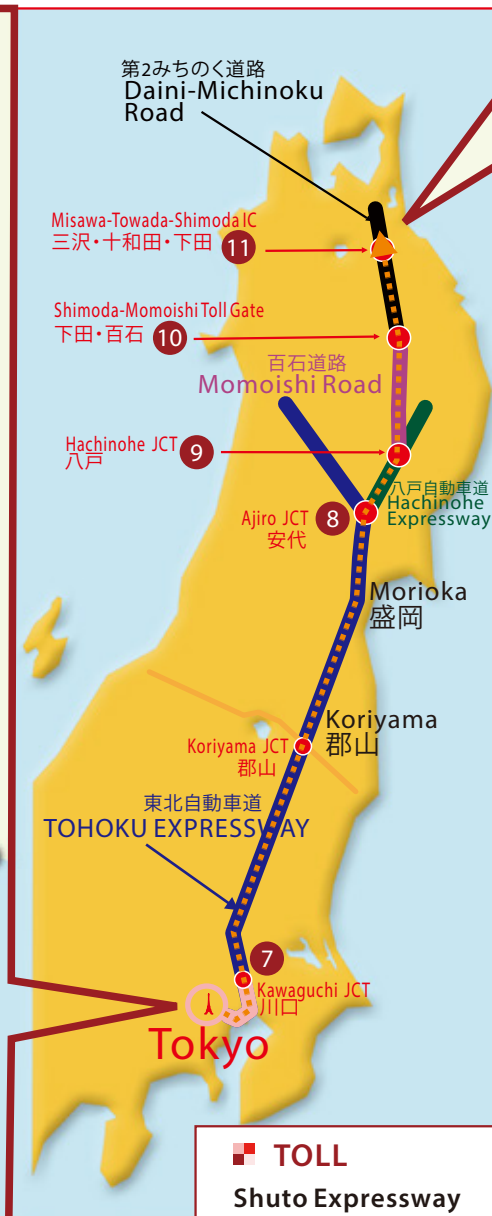 第2みちのく道路
Daini-Michinoku
Road
Misawa-Towada-Shimoda IC
三沢・十和田・下田
11
Shimoda-Momoishi Toll Gate
下田・百石
10
百石道路
Momoishi Road
Hachinohe JCT
八戸
9
八戸自動車道
Hachinohe
Expressway
Ajiro JCT
安代
8
Morioka
盛岡
Koriyama
郡山
Koriyama JCT
郡山
東北自動車道
TOHOKU EXPRESSWAY
7
Kawaguchi JCT
川口
Tokyo
TOLL
Shuto Expressway